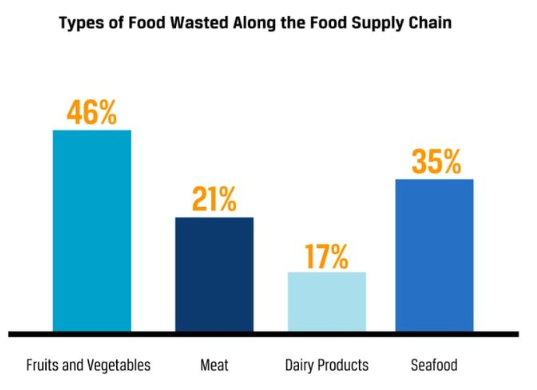 Types of Food Wasted Along the Food Supply Chain
46%
21%
17%
35%
Fruits and Vegetables
Meat
Dairy Products
Seafood